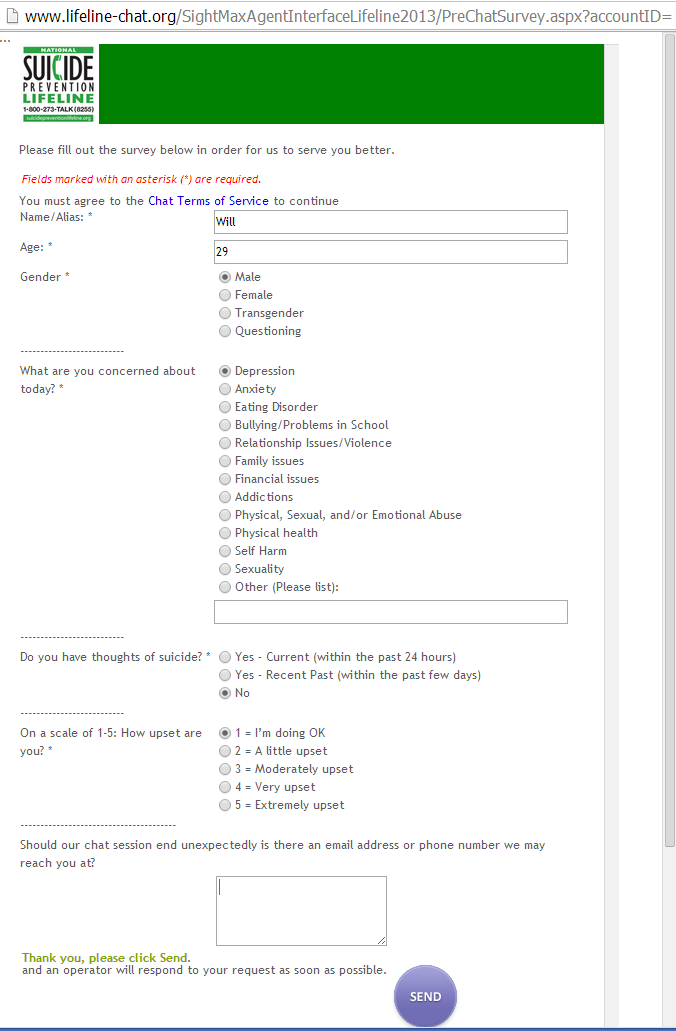 www.lifeline-chat.org/SightMaxAgentInterfaceLifeline2013/PreChatSurvey.aspx?accountID=
...
NATIONAL
SUICIDE
PREVENTION
LIFELINE
1-800-273-TALK (8255)
suicidepreventionlifeline.org
Please fill out the survey below in order for us to serve you better.
Fields marked with an asterisk (*) are required.
You must agree to the Chat Terms of Service to continue
Name/Alias: *
Will
Age: *
29
Gender *
Male
Female
Transgender
Questioning
--------------------------
What are you concerned about
today? *
Depression
Anxiety
Eating Disorder
Bullying/Problems in School
Relationship Issues/Violence
Family issues
Financial issues
Addictions
Physical, Sexual, and/or Emotional Abuse
Physical health
Self Harm
Sexuality
Other (Please list):
--------------------------
Do you have thoughts of suicide? *
Yes - Current (within the past 24 hours)
Yes - Recent Past (within the past few days)
No
--------------------------
On a scale of 1-5: How upset are
you? *
1 = I'm doing OK
2 = A little upset
3 = Moderately upset
4 = Very upset
5 = Extremely upset
---------------------------------------
Should our chat session end unexpectedly is there an email address or phone number we may
reach you at?
Thank you, please click Send.
and an operator will respond to your request as soon as possible.
SEND